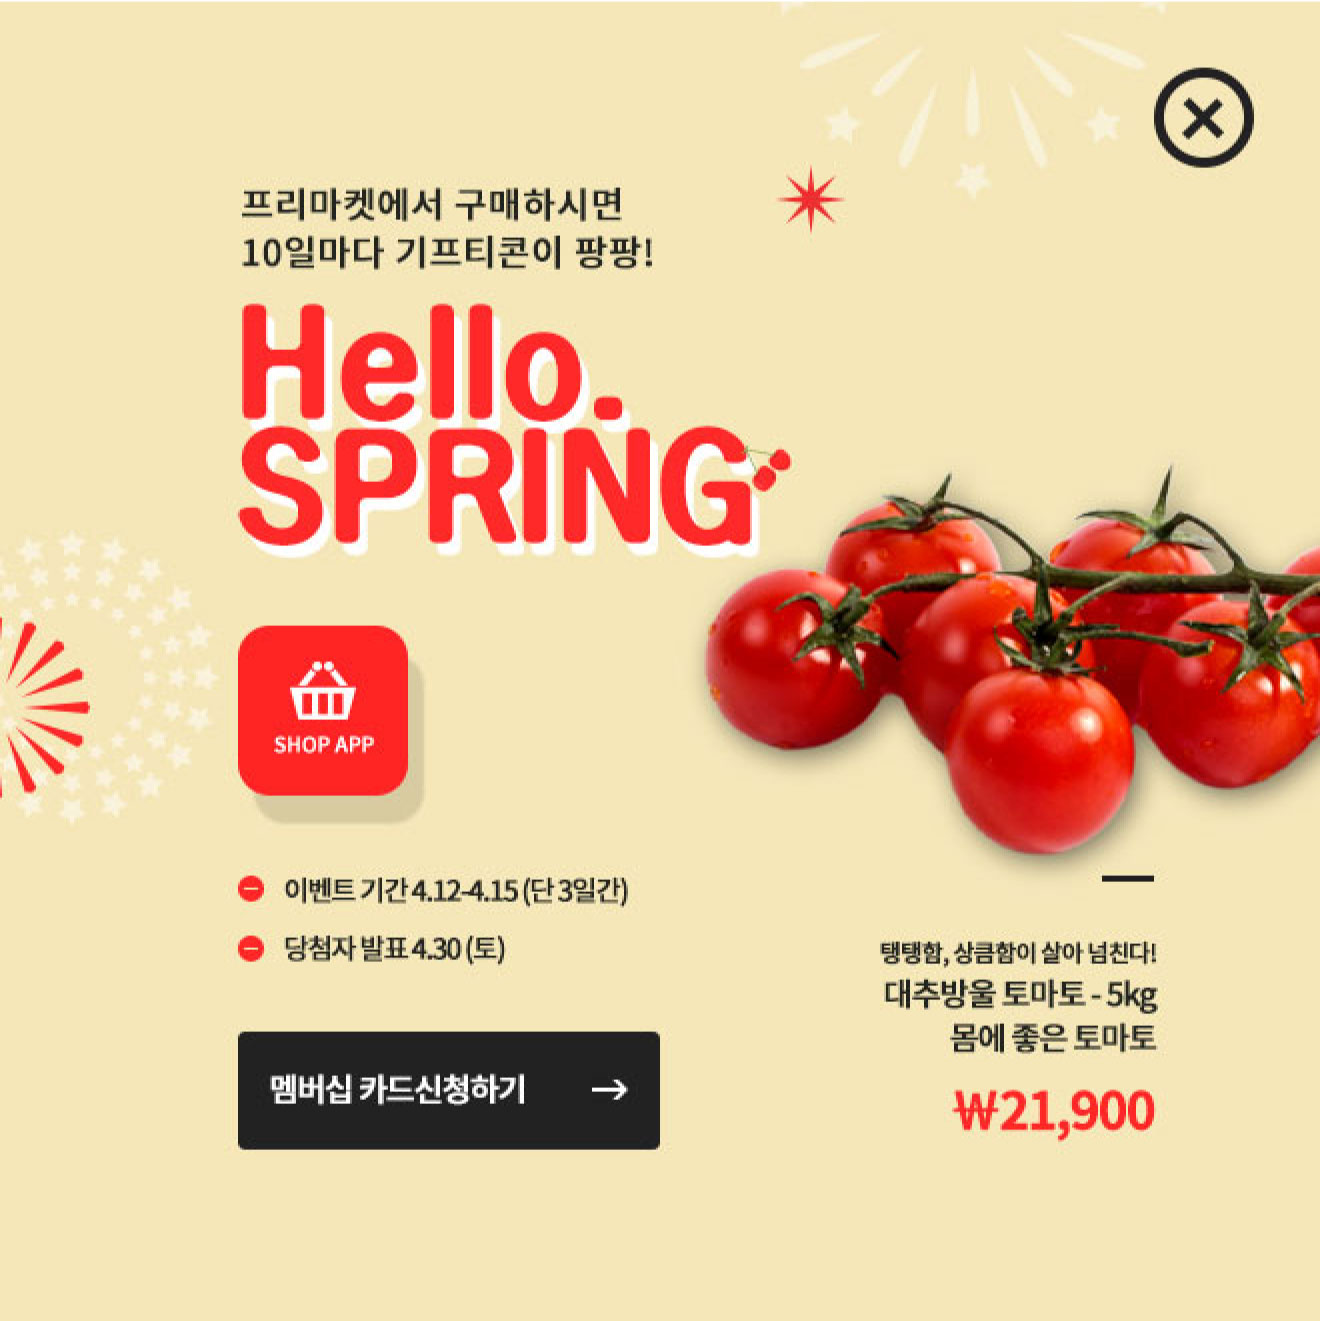 프리마켓에서 구매하시면
10일마다 기프티콘이 팡팡!
Hello.
SPRING
SHOP APP
이벤트 기간 4.12-4.15 (단 3일간)
당첨자 발표 4.30 (토)
멤버십 카드신청하기
탱탱함, 상큼함이 살아 넘친다!
대추방울 토마토 - 5kg
몸에 좋은 토마토
₩21,900